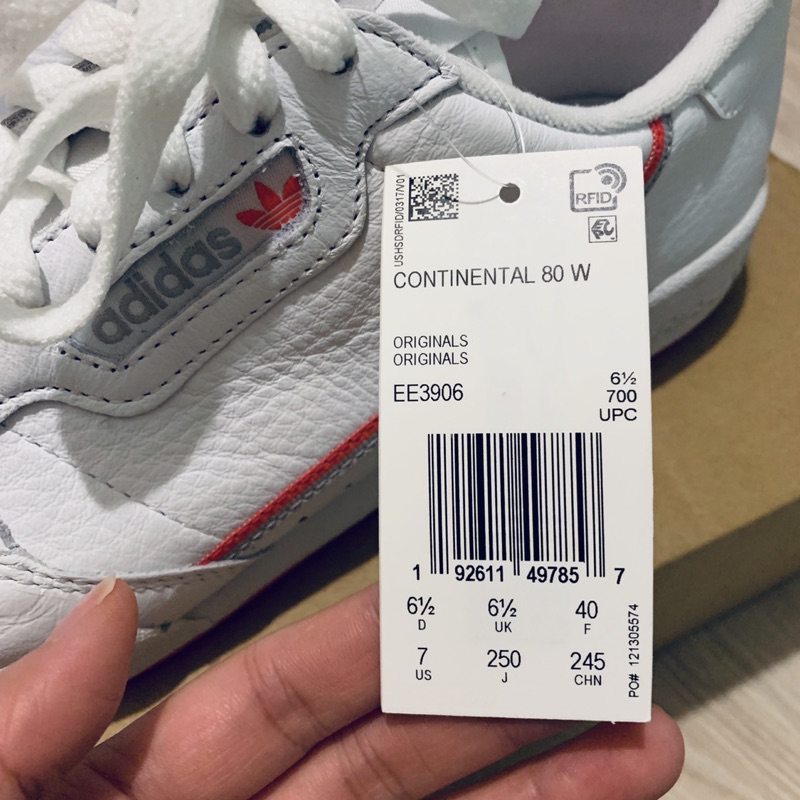 adidas
USHSDRFID/0317/V01
RFID
CONTINENTAL 80 W
ORIGINALS
ORIGINALS
EE3906
6½
700
UPC
1 92611 49785 7
6½ 6½ 40
D UK F
7 250 245
US J CHN
PO# 121305574